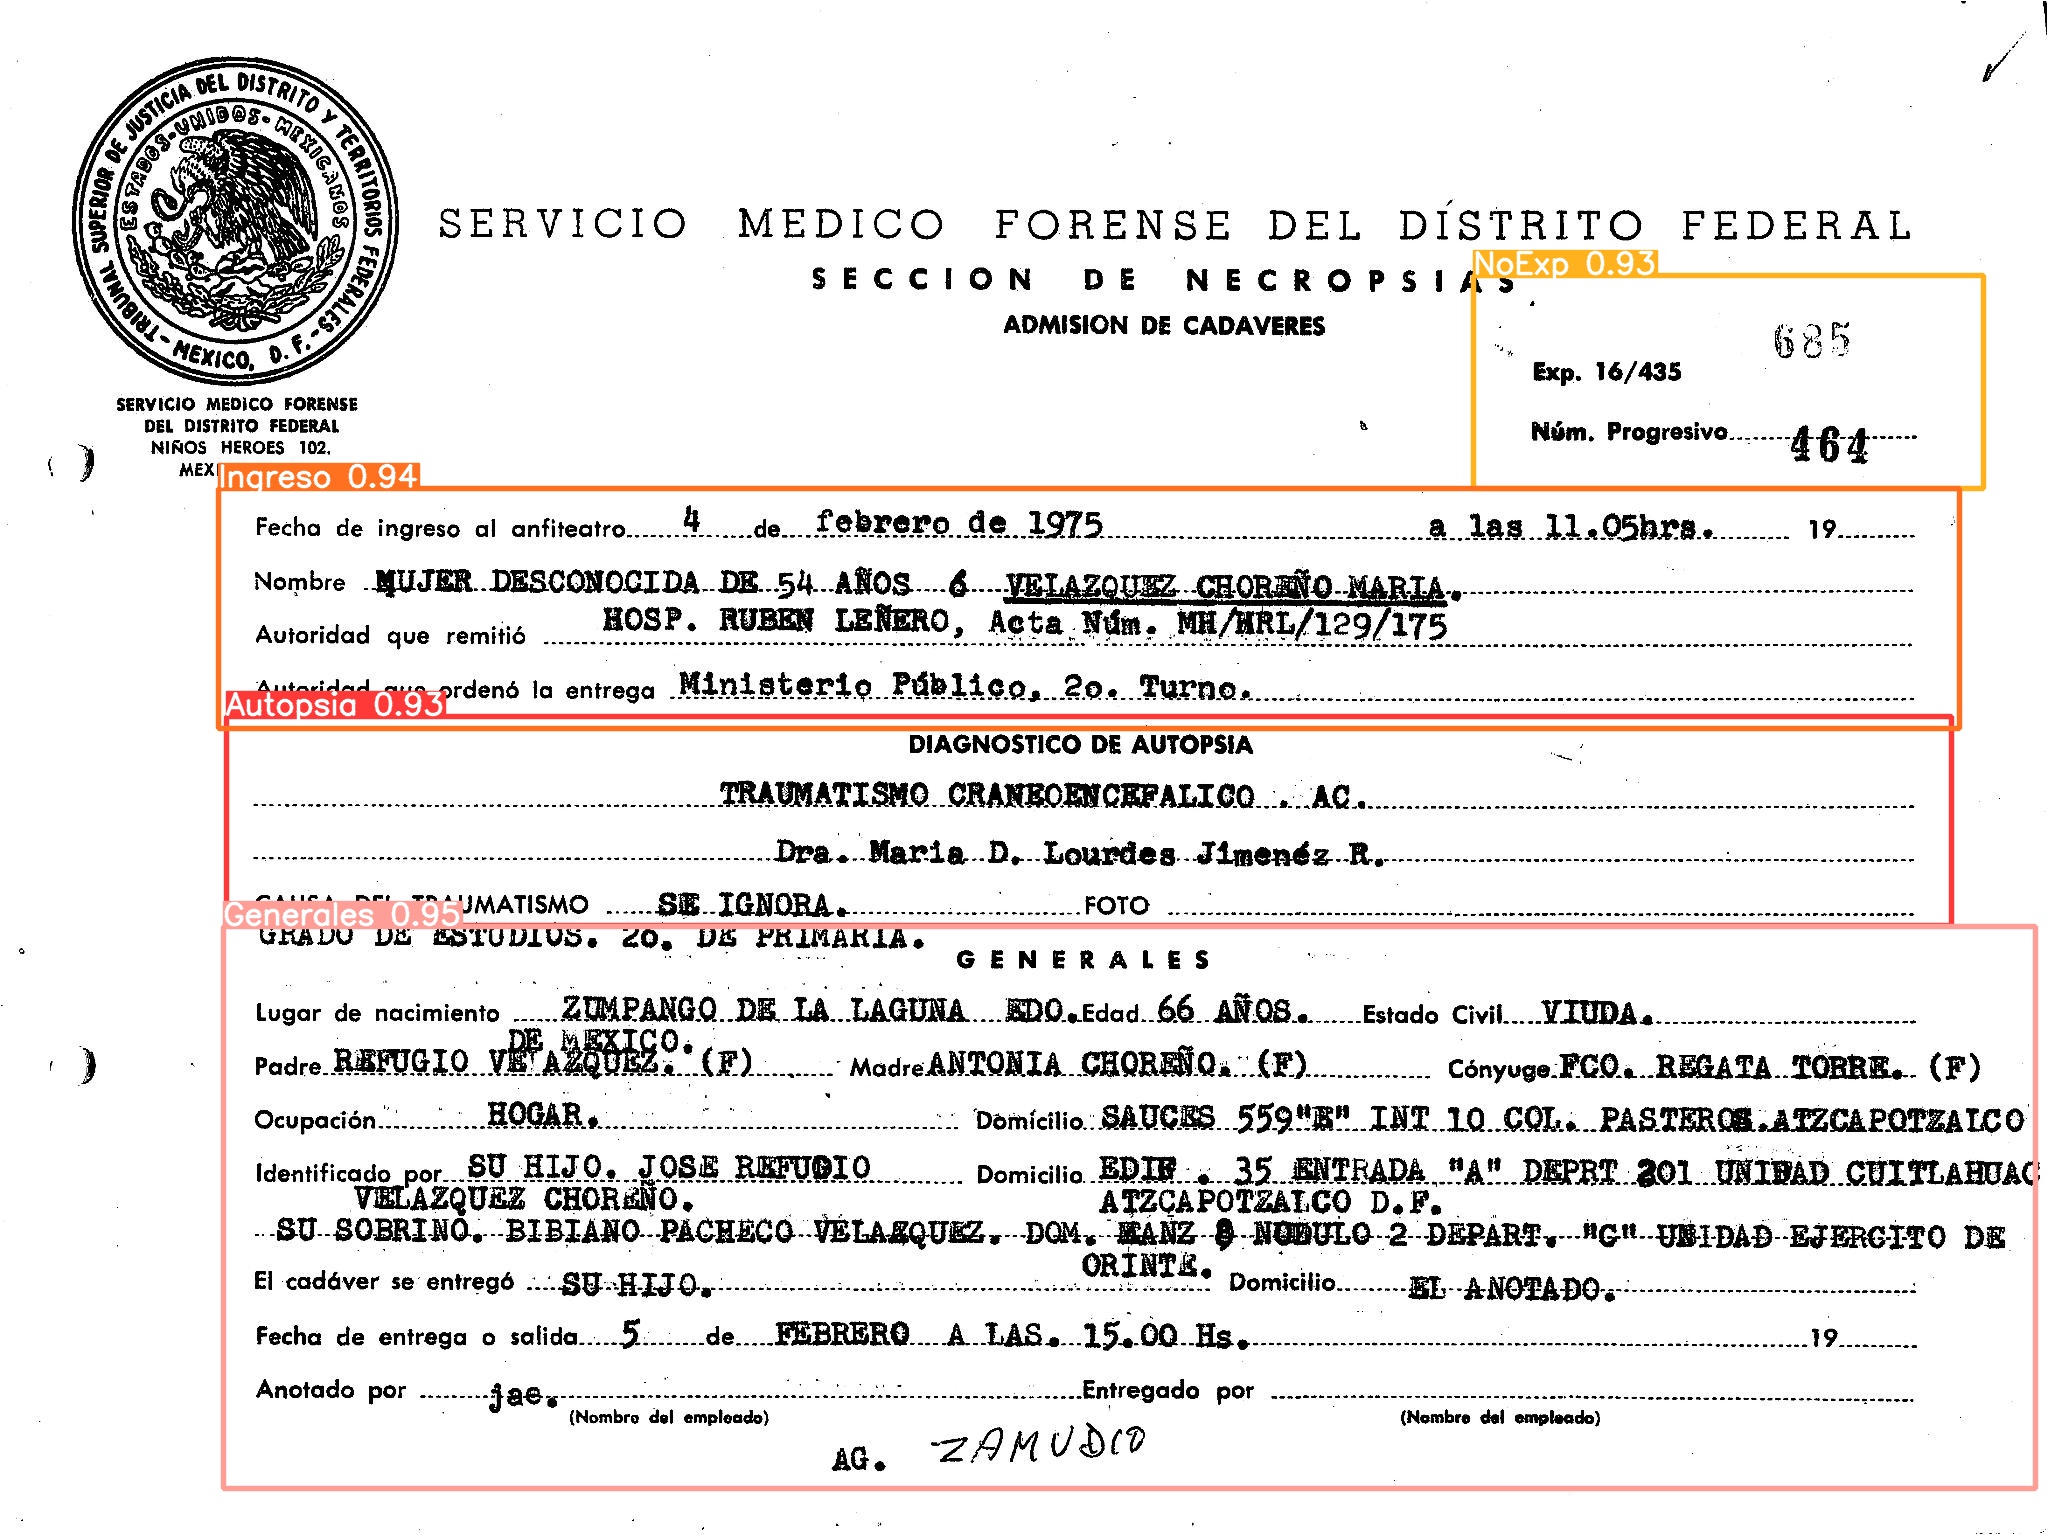 TRIBUNAL SUPERIOR DE JUSTICIA DEL DISTRITO Y TERRITORIOS FEDERALES - MEXICO, D. F. -
ESTADOS-UNIDOS-MEXICANOS
SERVICIO MEDICO FORENSE DEL DÍSTRITO FEDERAL
NoExp 0.93
SECCION DE NECROPSIAS
ADMISION DE CADAVERES
685
Exp. 16/435
SERVICIO MEDICO FORENSE
DEL DISTRITO FEDERAL
NIÑOS HEROES 102.
MEX
Núm. Progresivo 464
Ingreso 0.94
Fecha de ingreso al anfiteatro 4 de febrero de 1975 a las 11.05hrs. 19
Nombre MUJER DESCONOCIDA DE 54 AÑOS ó VELAZQUEZ CHOREÑO MARIA.
Autoridad que remitió HOSP. RUBEN LEÑERO, Acta Núm. MH/HRL/129/175
Autoridad que ordenó la entrega Ministerio Público, 2o. Turno.
Autopsia 0.93
DIAGNOSTICO DE AUTOPSIA
TRAUMATISMO CRANEOENCEFALICO . AC.
Dra. Maria D. Lourdes Jimenéz R.
CAUSA DEL TRAUMATISMO SE IGNORA. FOTO
Generales 0.95
GRADO DE ESTUDIOS. 2o. DE PRIMARIA.
GENERALES
Lugar de nacimiento ZUMPANGO DE LA LAGUNA EDO. Edad 66 AÑOS. Estado Civil VIUDA.
DE MEXICO.
Padre REFUGIO VELAZQUEZ. (F) Madre ANTONIA CHOREÑO. (F) Cónyuge FCO. REGATA TORRE. (F)
Ocupación HOGAR. Domicilio SAUCES 559"E" INT 10 COL. PASTEROS.ATZCAPOTZALCO
Identificado por SU HIJO. JOSE REFUGIO Domicilio EDIF . 35 ENTRADA "A" DEPRT 201 UNIDAD CUITLAHUAC
VELAZQUEZ CHOREÑO. ATZCAPOTZALCO D.F.
SU SOBRINO. BIBIANO PACHECO VELAZQUEZ. DOM. MANZ 8 NODULO 2 DEPART. "G" UNIDAD EJERCITO DE
ORINTE.
El cadáver se entregó SU HIJO. Domicilio EL ANOTADO.
Fecha de entrega o salida 5 de FEBRERO A LAS. 15.00 Hs. 19
Anotado por jae. Entregado por
(Nombre del empleado) (Nombre del empleado)
AG. ZAMUDIO